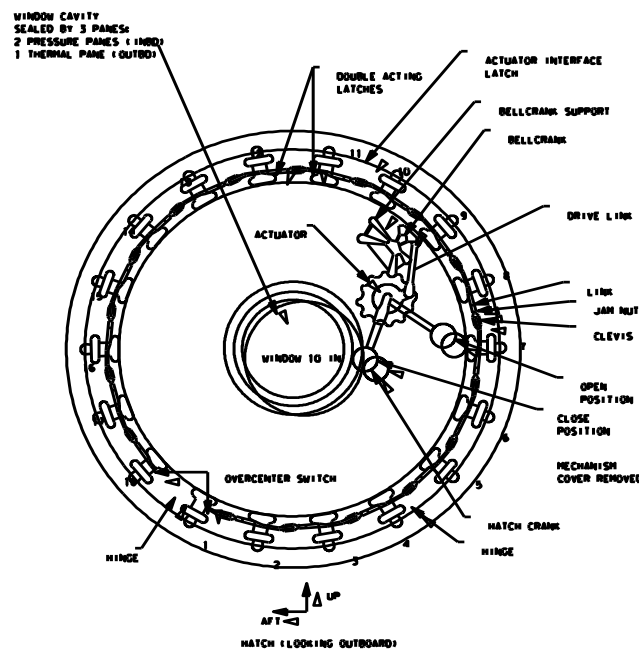 WINDOW CAVITY
SEALED BY 3 PANES:
2 PRESSURE PANES (INBD)
1 THERMAL PANE (OUTBD)
DOUBLE ACTING
LATCHES
ACTUATOR INTERFACE
LATCH
BELLCRANK SUPPORT
BELLCRANK
11
10
9
DRIVE LINK
ACTUATOR
8
LINK
JAM NUT
CLEVIS
WINDOW 10 IN
7
OPEN
POSITION
CLOSE
POSITION
6
MECHANISM
COVER REMOVED
OVERCENTER SWITCH
5
HATCH CRANK
HINGE
HINGE
1
2
3
4
UP
AFT
HATCH (LOOKING OUTBOARD)